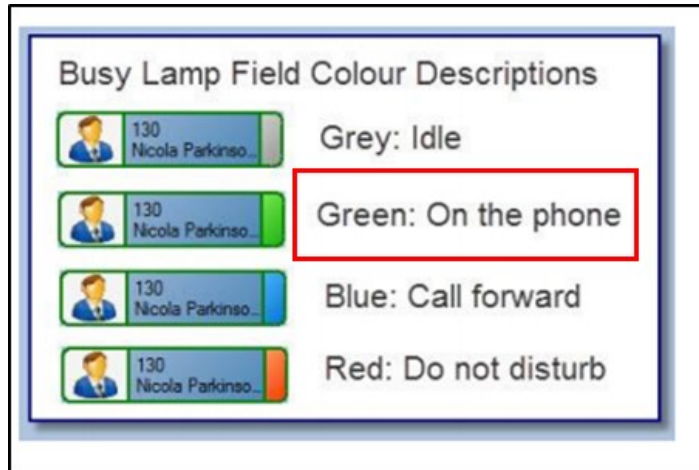 Busy Lamp Field Colour Descriptions
130
Nicola Parkinso...
Grey: Idle
130
Nicola Parkinso...
Green: On the phone
130
Nicola Parkinso...
Blue: Call forward
130
Nicola Parkinso...
Red: Do not disturb